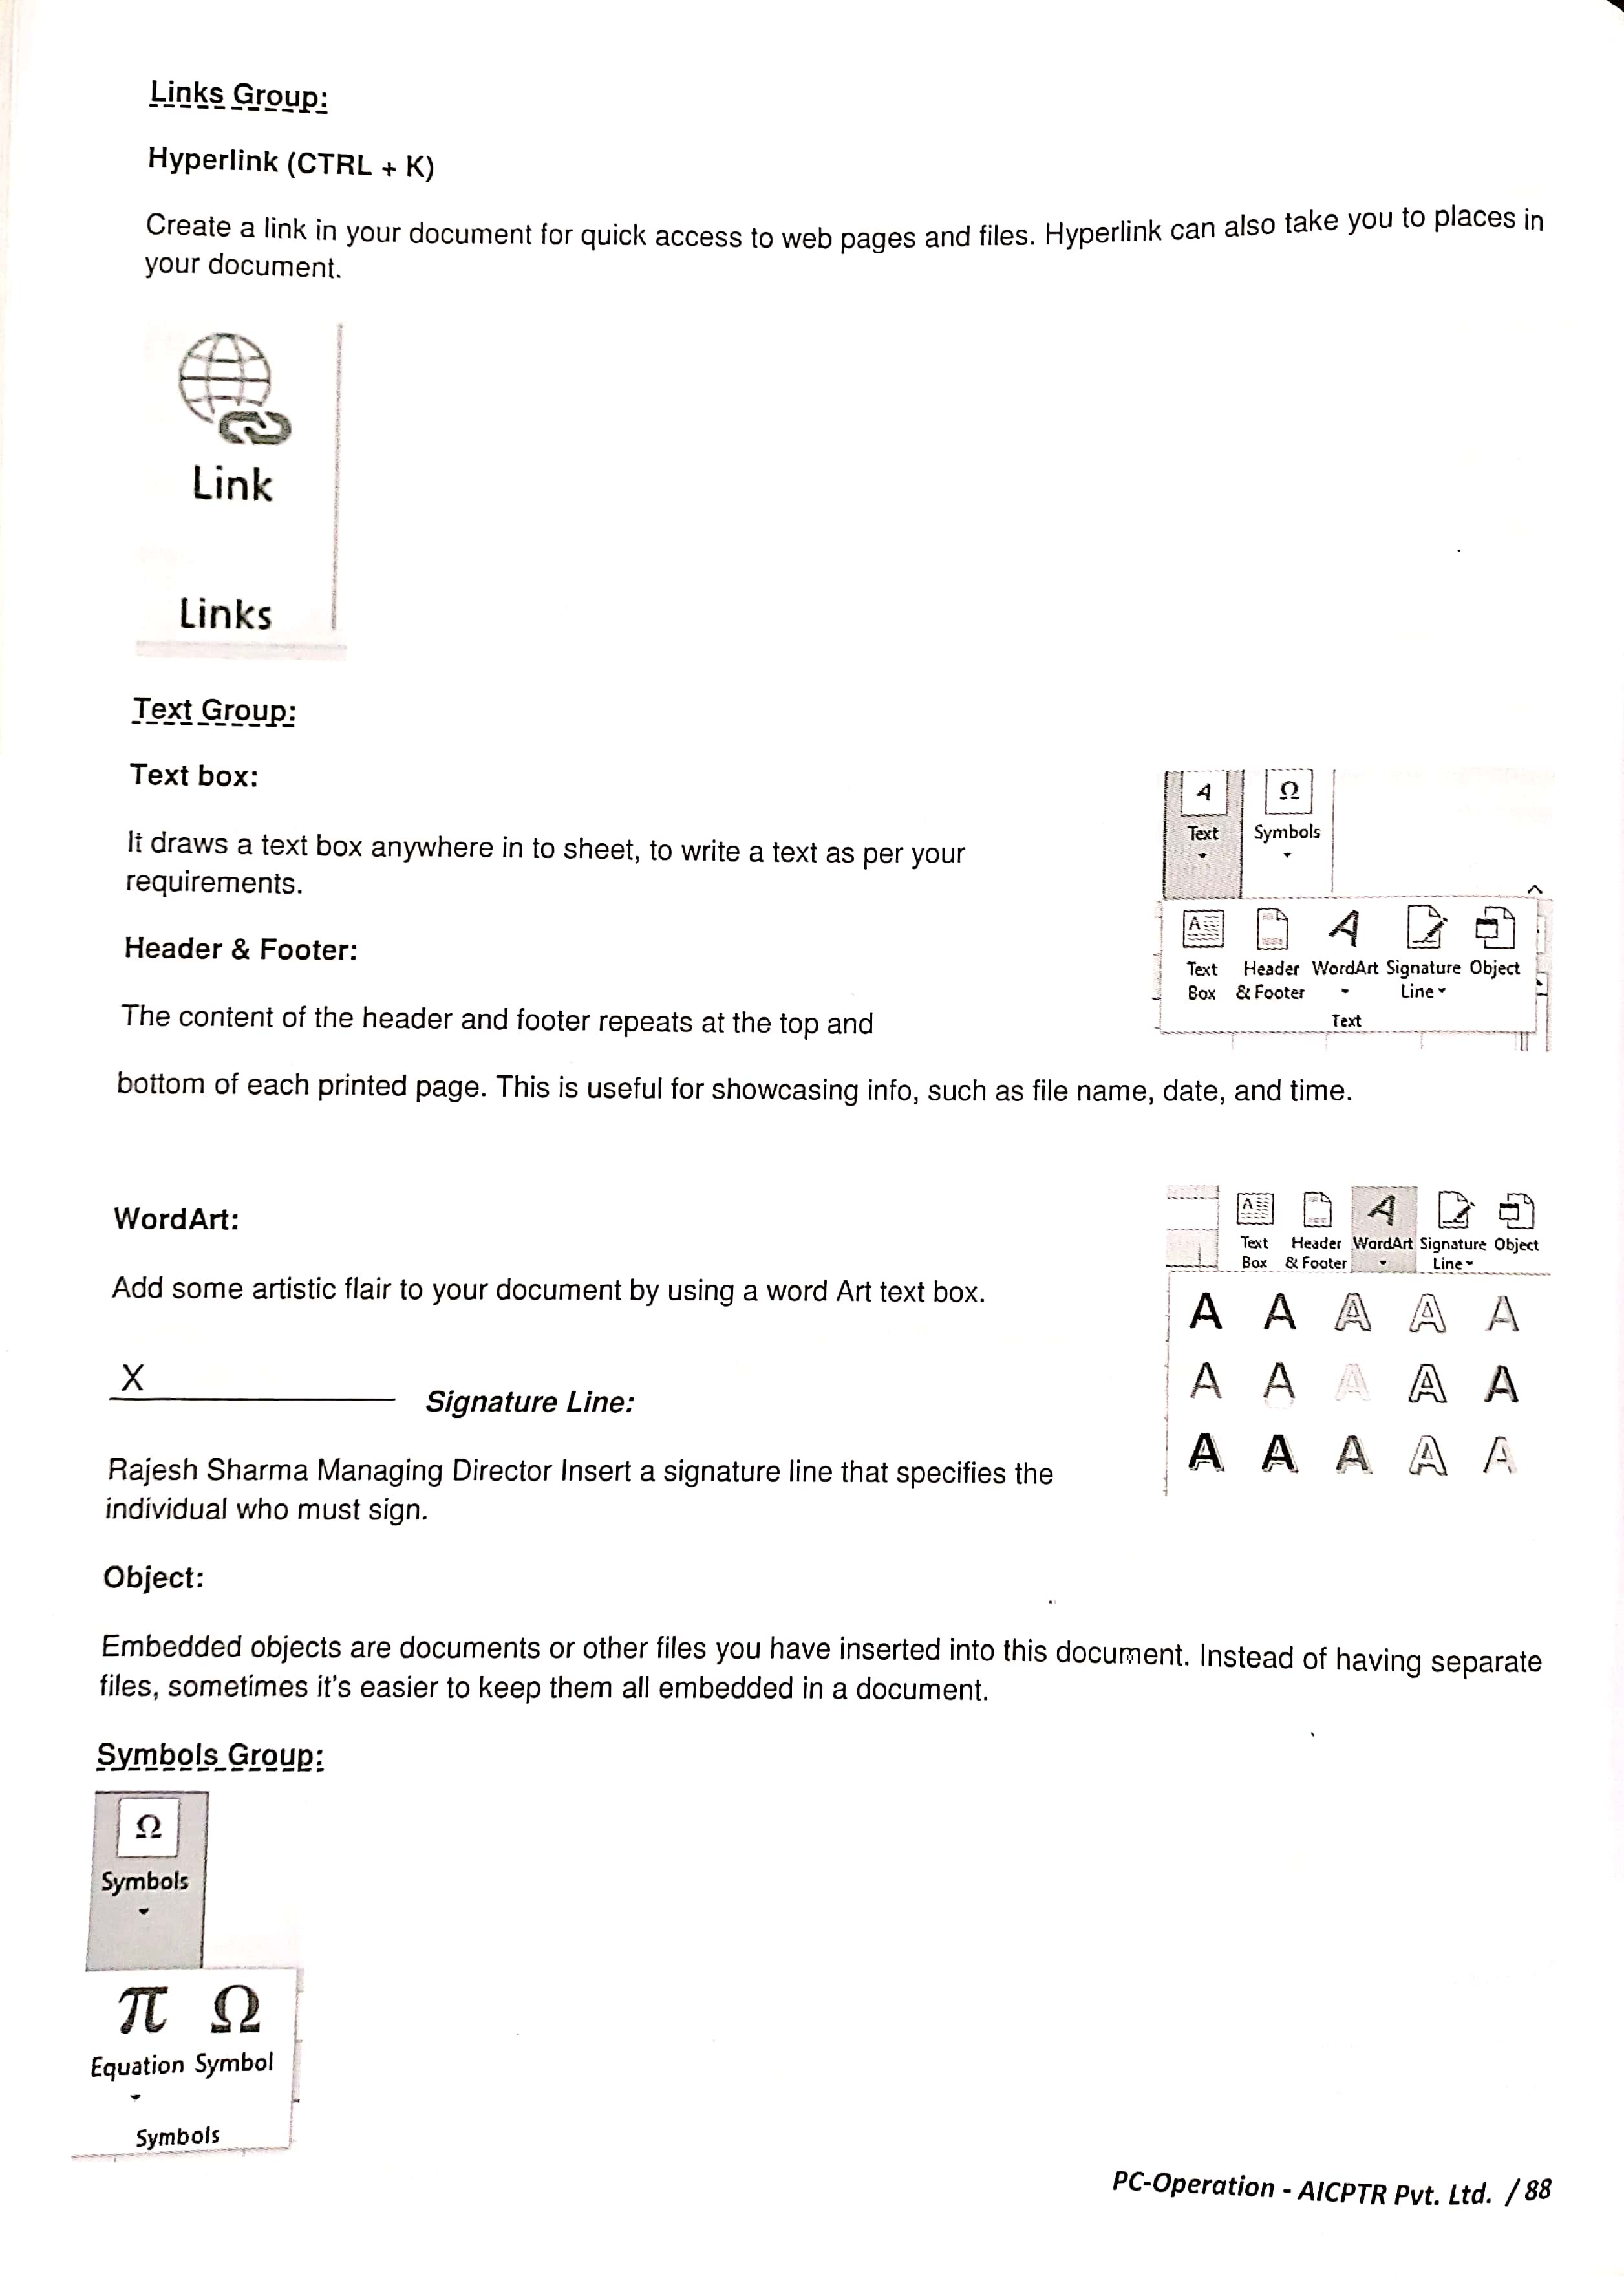 Links Group:
Hyperlink (CTRL + K)
Create a link in your document for quick access to web pages and files. Hyperlink can also take you to places in
your document.
Link
Links
Text Group:
Text box:
It draws a text box anywhere in to sheet, to write a text as per your
requirements.
Header & Footer:
The content of the header and footer repeats at the top and
bottom of each printed page. This is useful for showcasing info, such as file name, date, and time.
A Ω
Text Symbols
A A
Text Header WordArt Signature Object
Box & Footer Line
Text
WordArt:
Add some artistic flair to your document by using a word Art text box.
X
Signature Line:
Rajesh Sharma Managing Director Insert a signature line that specifies the
individual who must sign.
A A
Text Header WordArt Signature Object
Box & Footer Line
A A A A A
A A A A A
A A A A A
Object:
Embedded objects are documents or other files you have inserted into this document. Instead of having separate
files, sometimes it's easier to keep them all embedded in a document.
Symbols Group:
Ω
Symbols
π Ω
Equation Symbol
Symbols
PC-Operation - AICPTR Pvt. Ltd. / 88